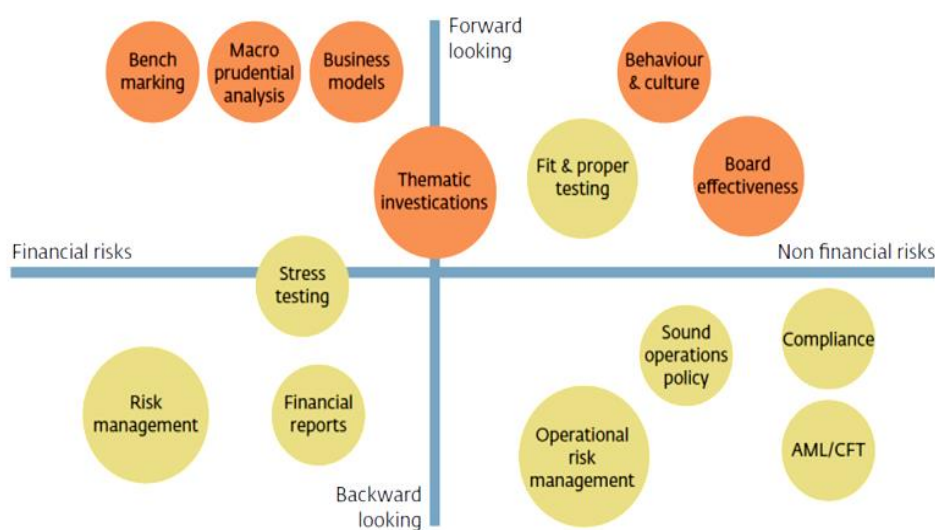 Forward
looking
Bench
marking
Macro
prudential
analysis
Business
models
Behaviour
& culture
Thematic
investications
Fit & proper
testing
Board
effectiveness
Financial risks
Non financial risks
Stress
testing
Sound
operations
policy
Compliance
Risk
management
Financial
reports
Operational
risk
management
AML/CFT
Backward
looking